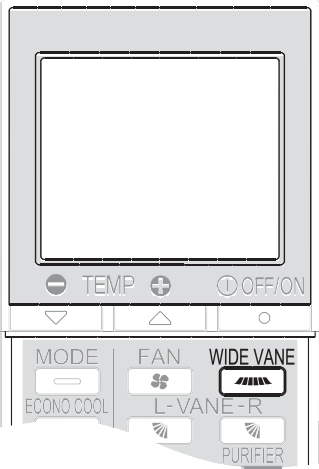 TEMP OFF/ON
MODE FAN WIDE VANE
ECONO COOL L-VANE-R
PURIFIER